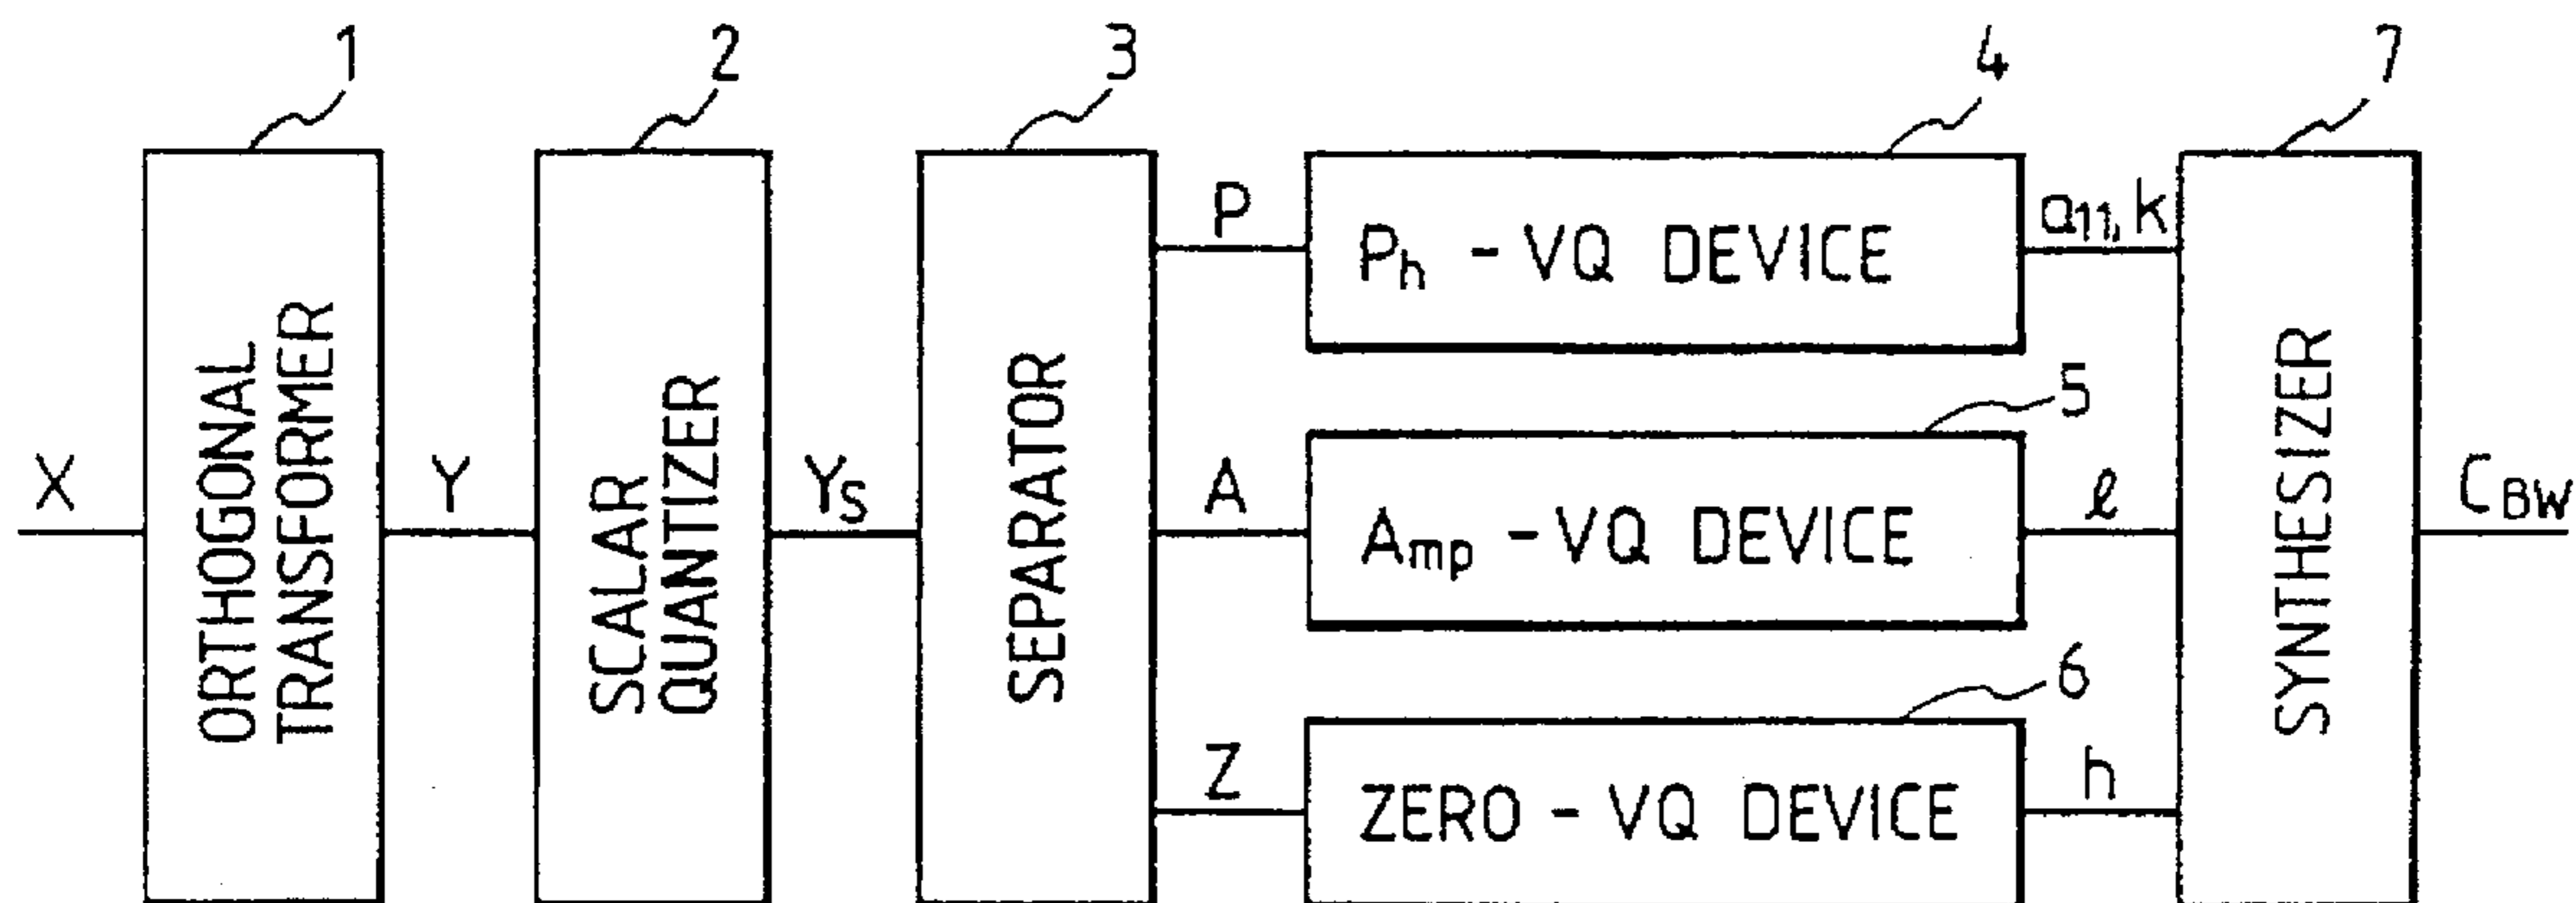 1
2
3
4
7
ORTHOGONAL
TRANSFORMER
SCALAR
QUANTIZER
SEPARATOR
P
Ph - VQ DEVICE
a11, k
SYNTHESIZER
5
X
Y
YS
A
Amp - VQ DEVICE
ℓ
CBW
6
Z
ZERO - VQ DEVICE
h